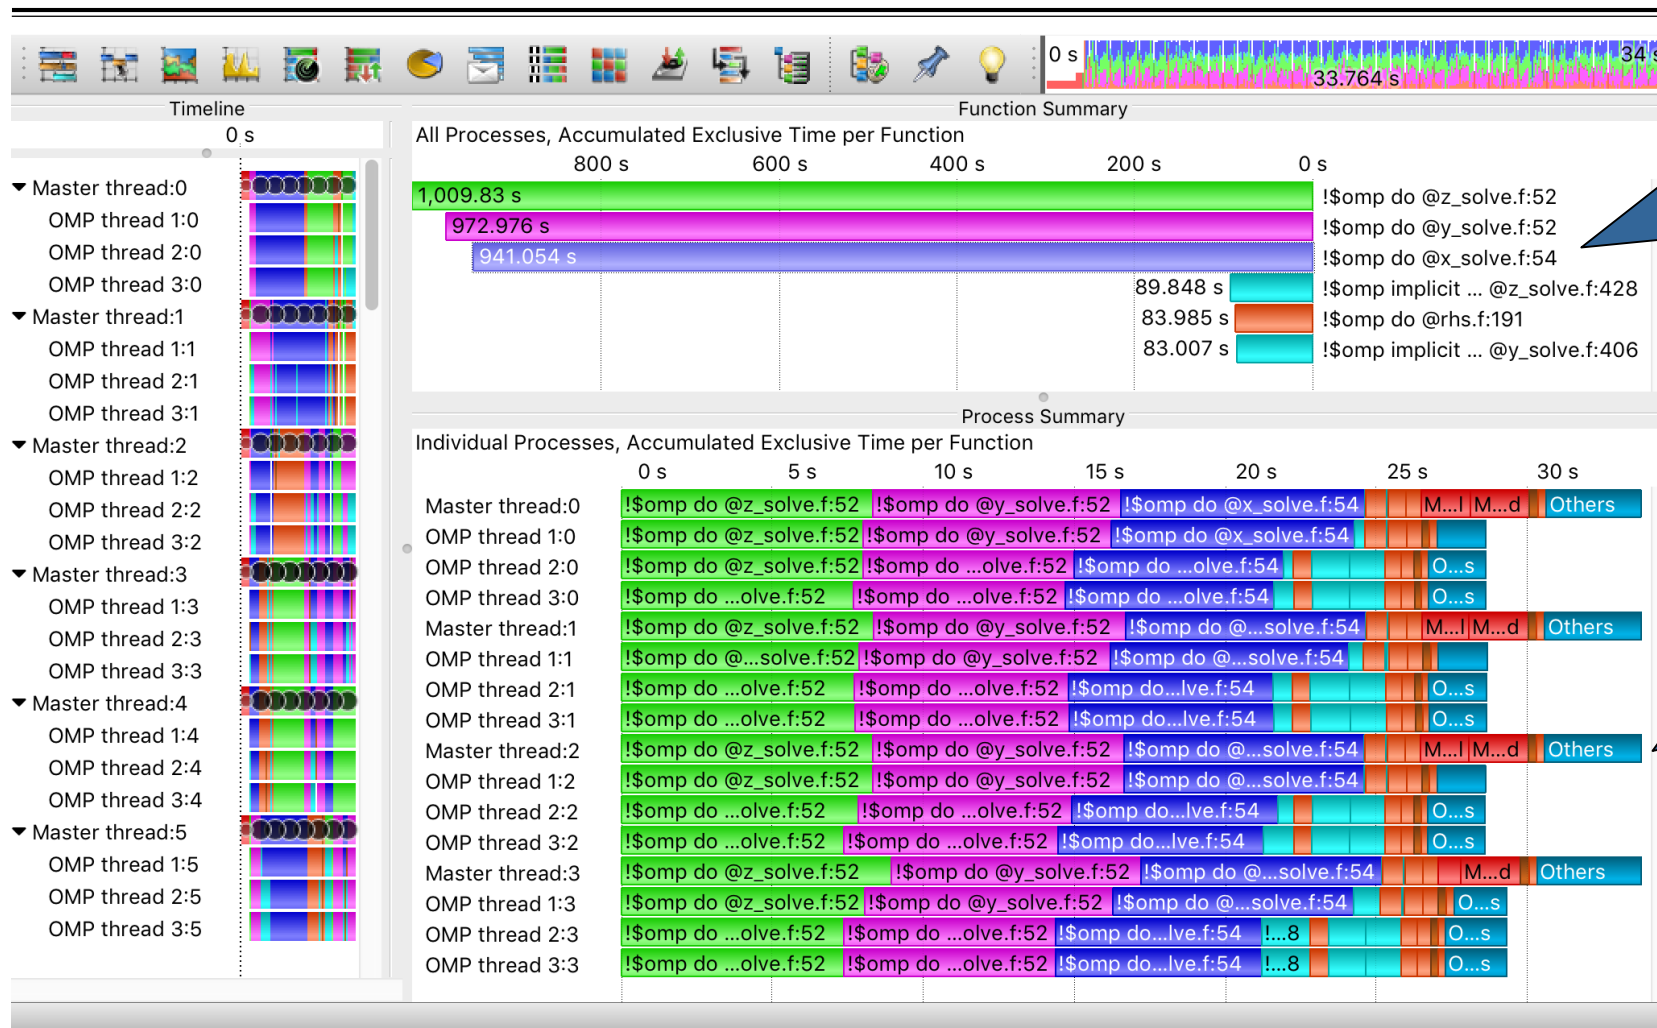 0 s
34 s
33.764 s
Timeline
0 s
Master thread:0
OMP thread 1:0
OMP thread 2:0
OMP thread 3:0
Master thread:1
OMP thread 1:1
OMP thread 2:1
OMP thread 3:1
Master thread:2
OMP thread 1:2
OMP thread 2:2
OMP thread 3:2
Master thread:3
OMP thread 1:3
OMP thread 2:3
OMP thread 3:3
Master thread:4
OMP thread 1:4
OMP thread 2:4
OMP thread 3:4
Master thread:5
OMP thread 1:5
OMP thread 2:5
OMP thread 3:5
Function Summary
All Processes, Accumulated Exclusive Time per Function
800 s 600 s 400 s 200 s 0 s
1,009.83 s !$omp do @z_solve.f:52
972.976 s !$omp do @y_solve.f:52
941.054 s !$omp do @x_solve.f:54
89.848 s !$omp implicit ... @z_solve.f:428
83.985 s !$omp do @rhs.f:191
83.007 s !$omp implicit ... @y_solve.f:406
Process Summary
Individual Processes, Accumulated Exclusive Time per Function
0 s 5 s 10 s 15 s 20 s 25 s 30 s
Master thread:0 !$omp do @z_solve.f:52 !$omp do @y_solve.f:52 !$omp do @x_solve.f:54 M...l M...d Others
OMP thread 1:0 !$omp do @z_solve.f:52 !$omp do @y_solve.f:52 !$omp do @x_solve.f:54
OMP thread 2:0 !$omp do @z_solve.f:52 !$omp do ...olve.f:52 !$omp do ...olve.f:54 O...s
OMP thread 3:0 !$omp do ...olve.f:52 !$omp do ...olve.f:52 !$omp do ...olve.f:54 O...s
Master thread:1 !$omp do @z_solve.f:52 !$omp do @y_solve.f:52 !$omp do @...solve.f:54 M...l M...d Others
OMP thread 1:1 !$omp do @...solve.f:52 !$omp do @y_solve.f:52 !$omp do @...solve.f:54
OMP thread 2:1 !$omp do ...olve.f:52 !$omp do ...olve.f:52 !$omp do...lve.f:54 O...s
OMP thread 3:1 !$omp do ...olve.f:52 !$omp do ...olve.f:52 !$omp do...lve.f:54 O...s
Master thread:2 !$omp do @z_solve.f:52 !$omp do @y_solve.f:52 !$omp do @...solve.f:54 M...l M...d Others
OMP thread 1:2 !$omp do @z_solve.f:52 !$omp do @y_solve.f:52 !$omp do @...solve.f:54
OMP thread 2:2 !$omp do ...olve.f:52 !$omp do ...olve.f:52 !$omp do...lve.f:54 O...s
OMP thread 3:2 !$omp do ...olve.f:52 !$omp do ...olve.f:52 !$omp do...lve.f:54 O...s
Master thread:3 !$omp do @z_solve.f:52 !$omp do @y_solve.f:52 !$omp do @...solve.f:54 M...d Others
OMP thread 1:3 !$omp do @z_solve.f:52 !$omp do @y_solve.f:52 !$omp do @...solve.f:54 O...s
OMP thread 2:3 !$omp do ...olve.f:52 !$omp do ...olve.f:52 !$omp do...lve.f:54 !...8 O...s
OMP thread 3:3 !$omp do ...olve.f:52 !$omp do ...olve.f:52 !$omp do...lve.f:54 !...8 O...s